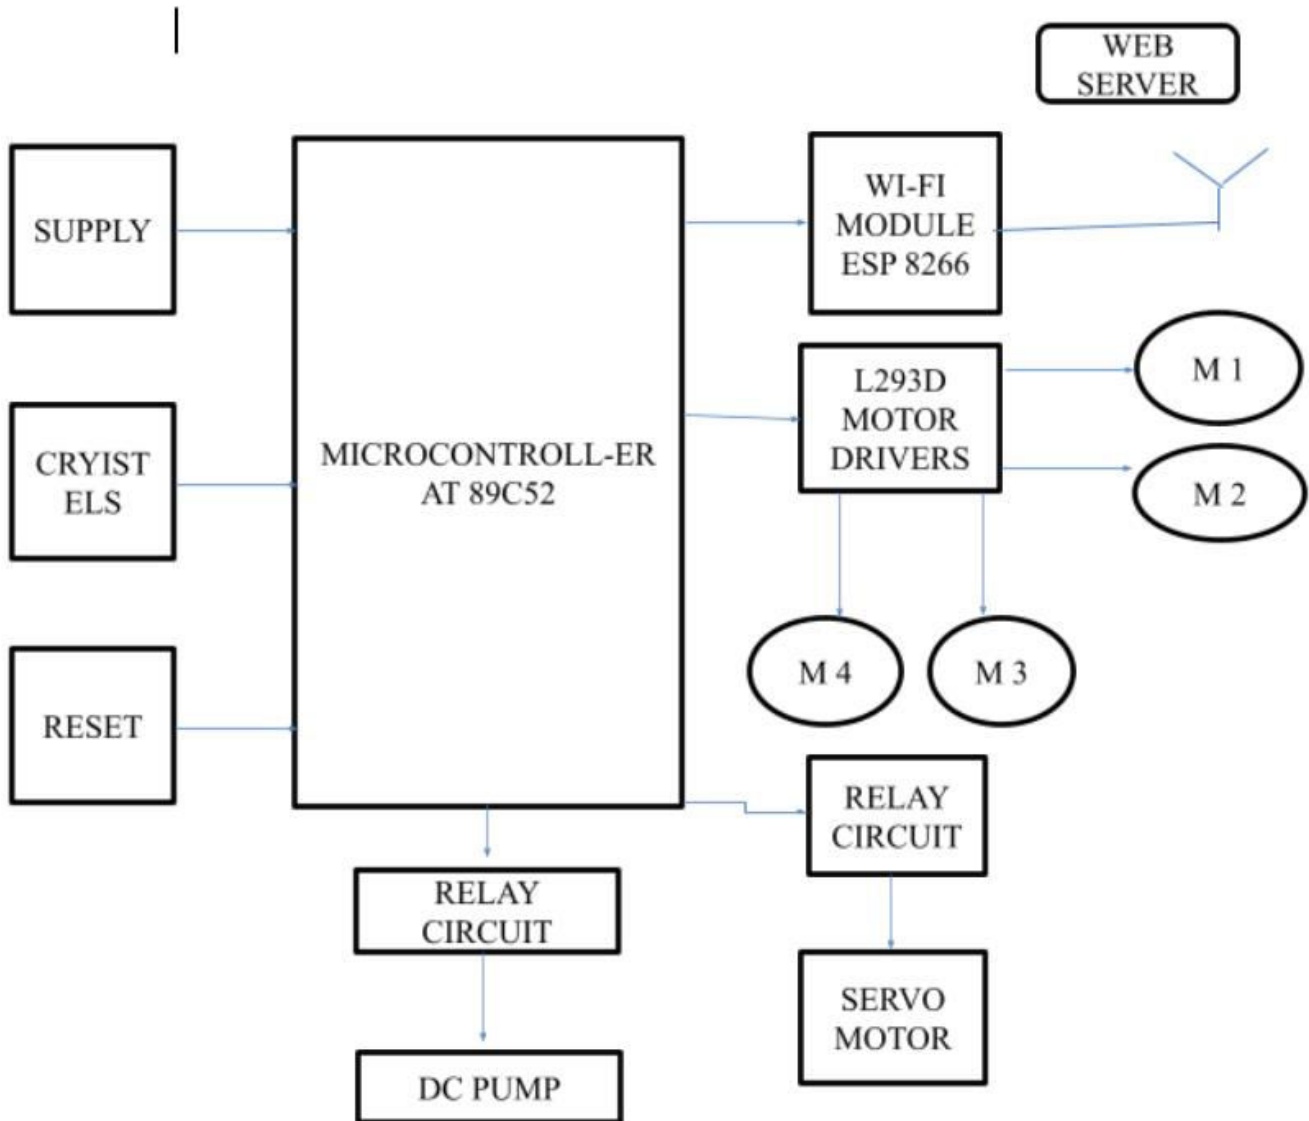 WEB
SERVER
SUPPLY
WI-FI
MODULE
ESP 8266
L293D
MOTOR
DRIVERS
M 1
M 2
CRYIST
ELS
MICROCONTROLL-ER
AT 89C52
M 4
M 3
RESET
RELAY
CIRCUIT
RELAY
CIRCUIT
SERVO
MOTOR
DC PUMP